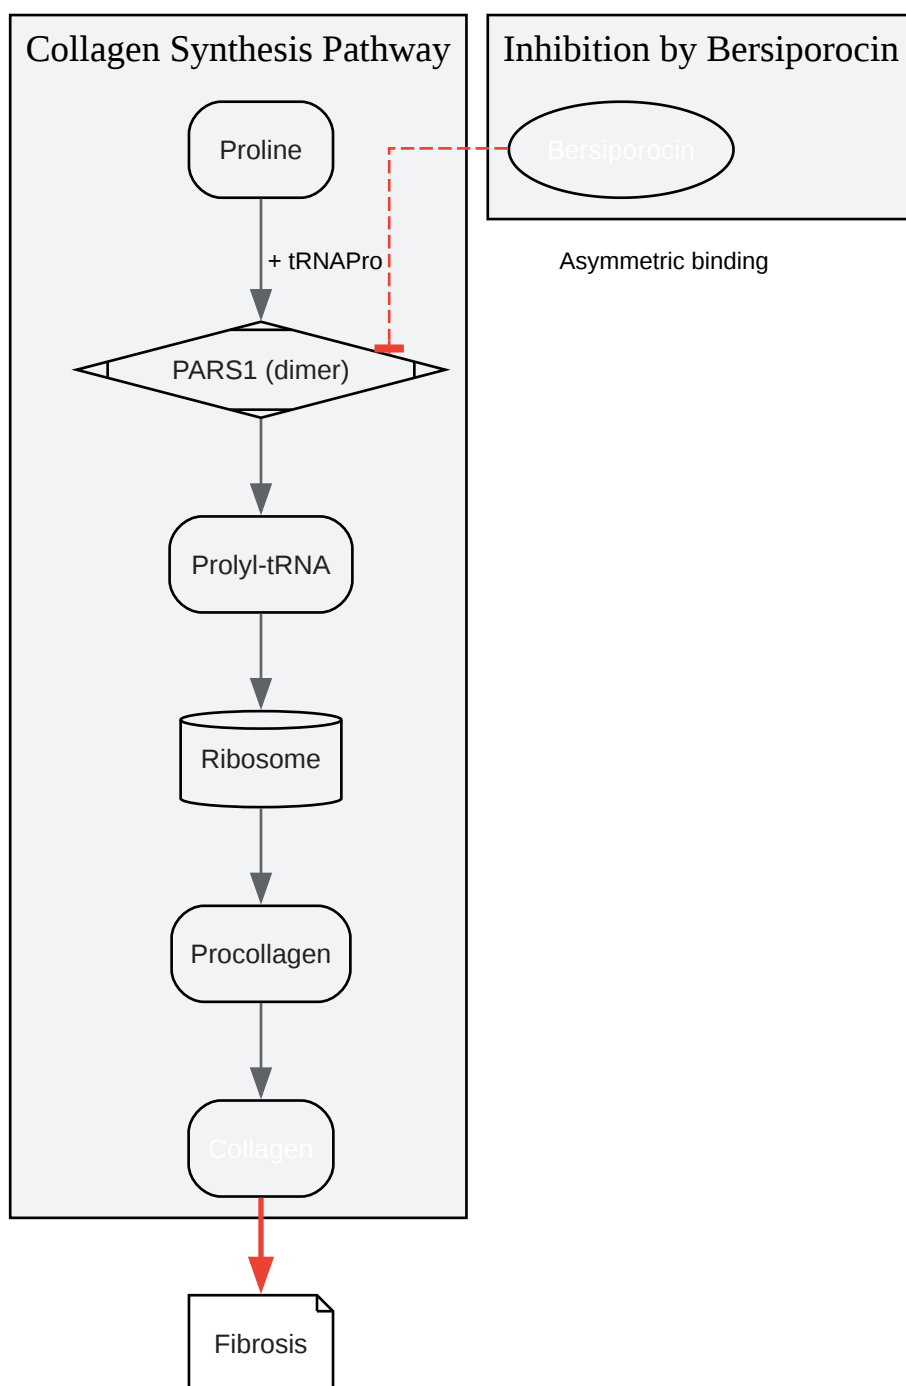 Collagen Synthesis Pathway
Inhibition by Bersiporocin
Proline
Bersiporocin
+ tRNAPro
Asymmetric binding
PARS1 (dimer)
Prolyl-tRNA
Ribosome
Procollagen
Collagen
Fibrosis